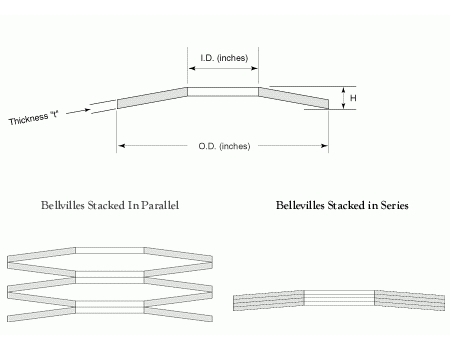 I.D. (inches)
H
Thickness "t"
O.D. (inches)
Bellvilles Stacked In Parallel
Bellevilles Stacked in Series